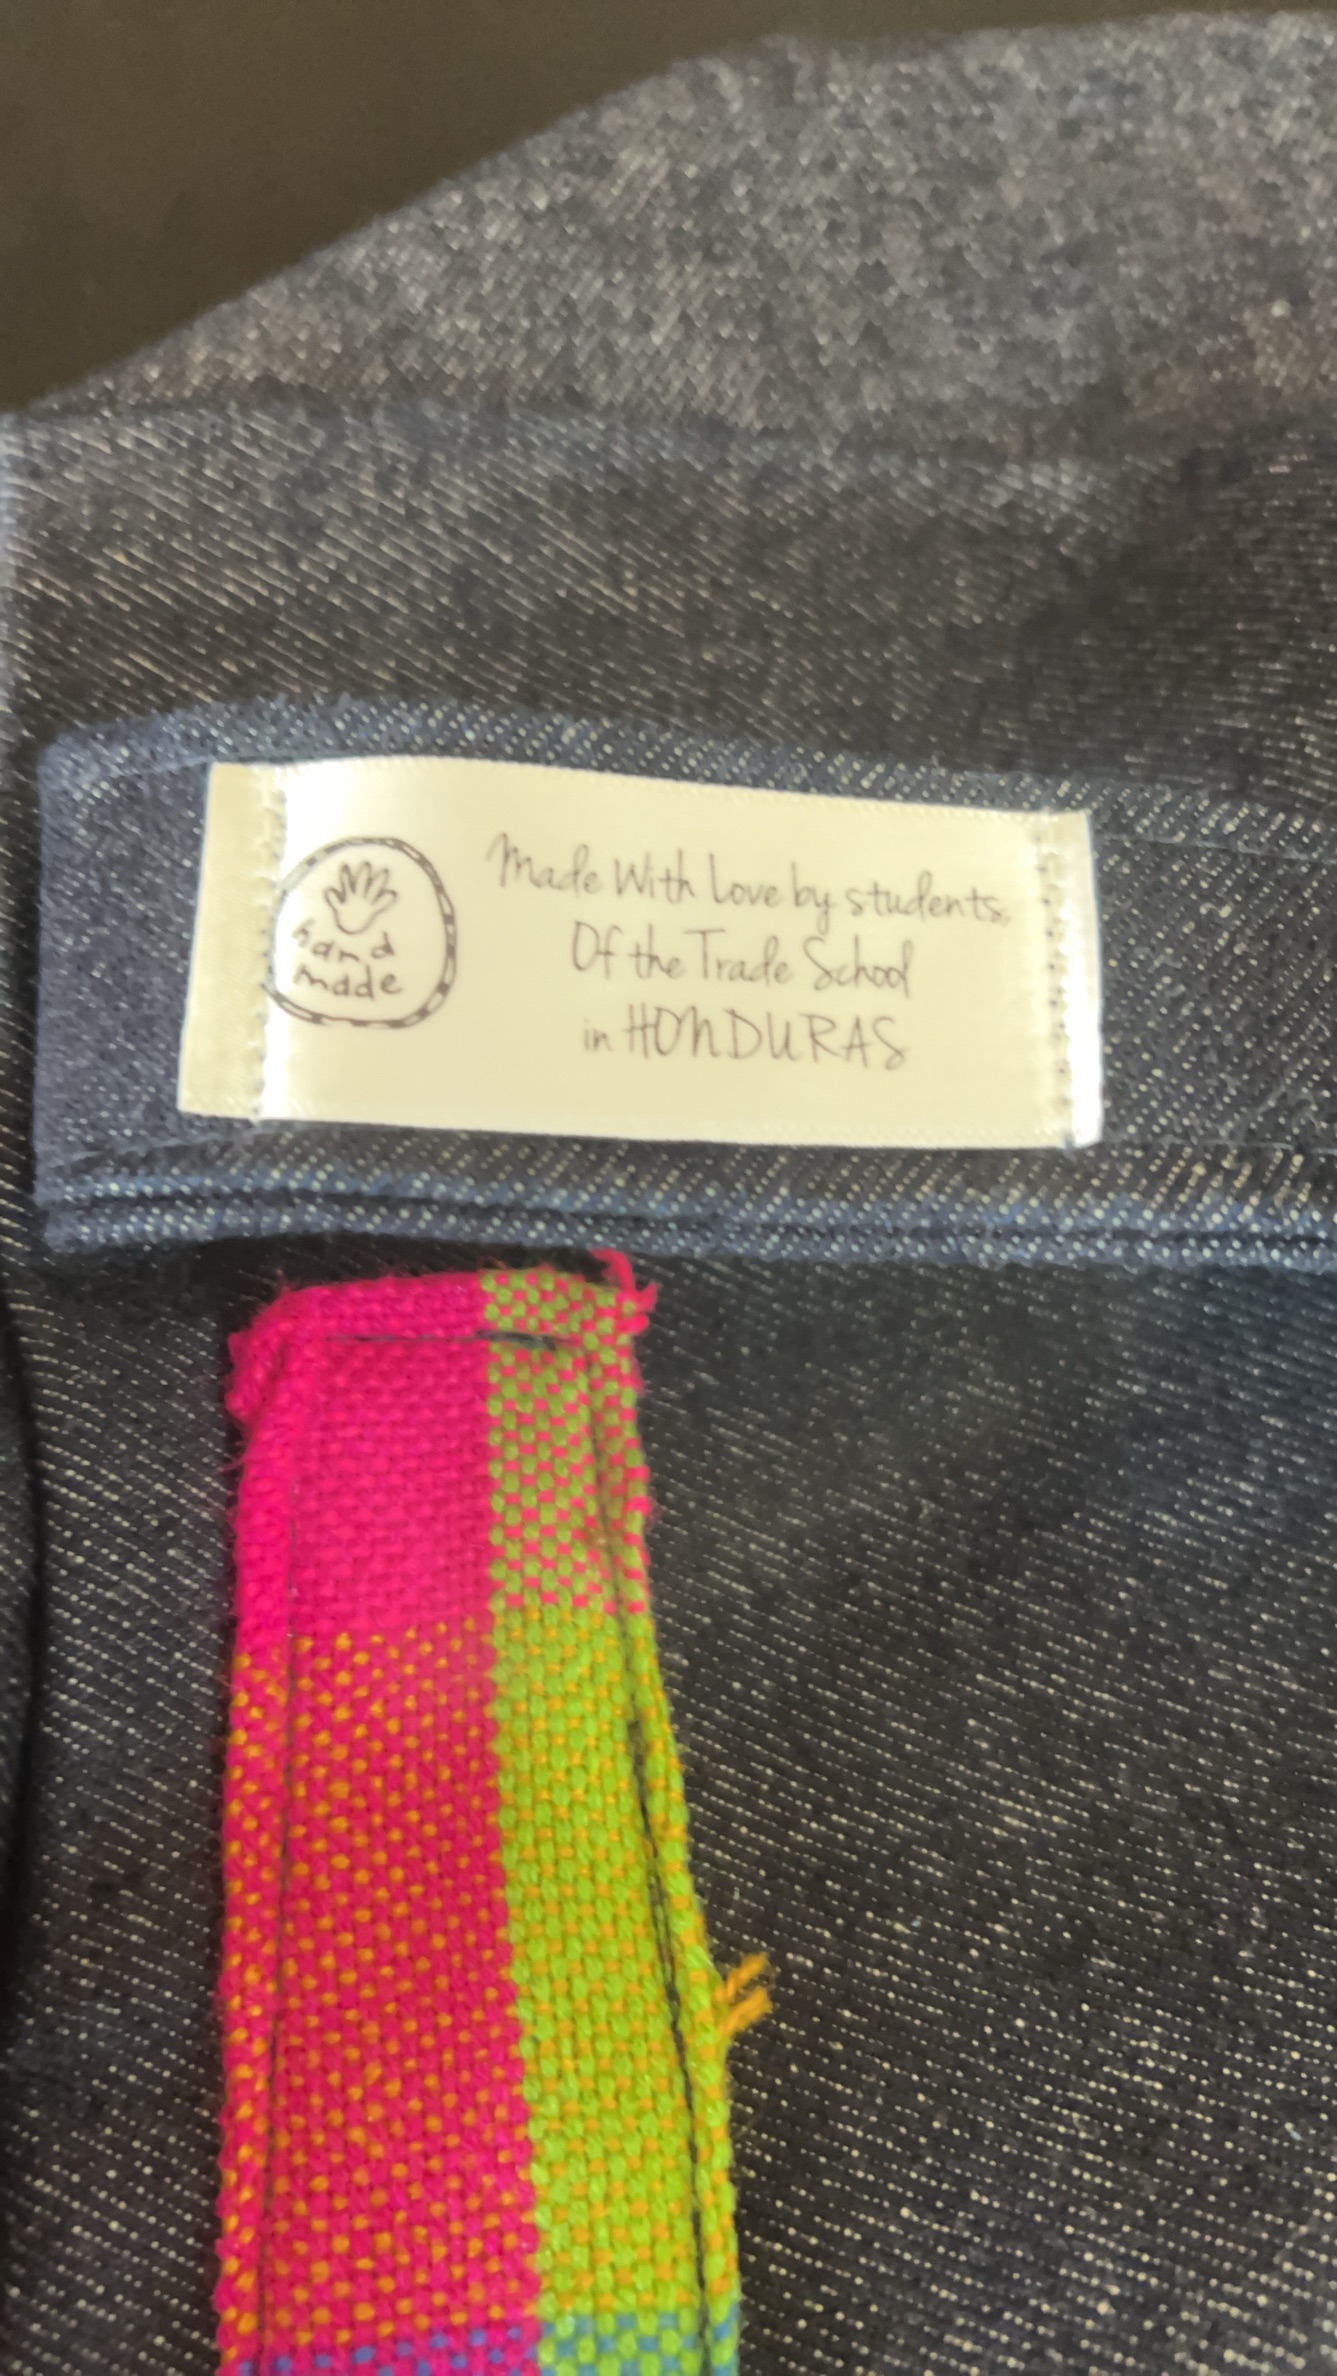 hand
made
Made With Love by students,
Of the Trade School
in HONDURAS